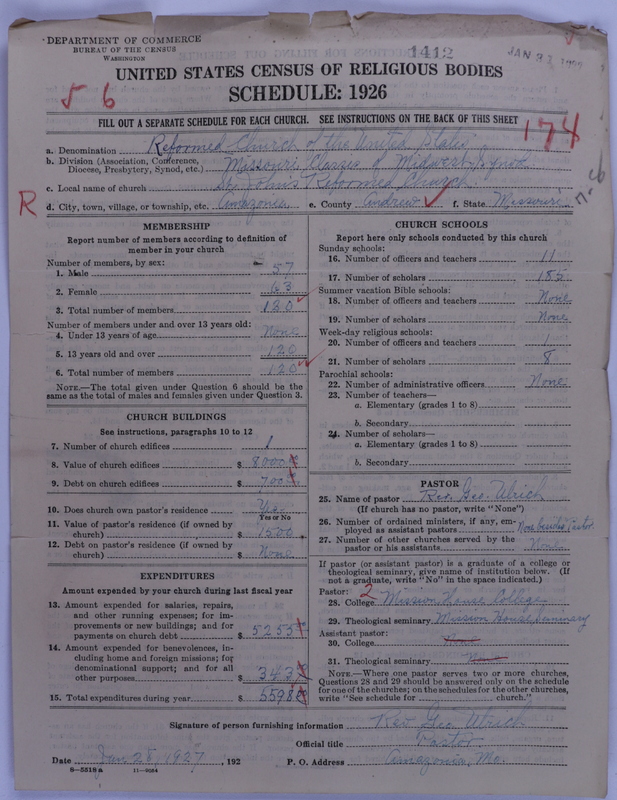 DEPARTMENT OF COMMERCE
BUREAU OF THE CENSUS
WASHINGTON
1412
JAN
UNITED STATES CENSUS OF RELIGIOUS BODIES
SCHEDULE: 1926
5 6
FILL OUT A SEPARATE SCHEDULE FOR EACH CHURCH. SEE INSTRUCTIONS ON THE BACK OF THIS SHEET
174
a. Denomination Reformed Church of the United States
b. Division (Association, Conference, Diocese, Presbytery, Synod, etc.) Missouri Classes of Midwest Synod
c. Local name of church St. Johns Reformed Church
R
d. City, town, village, or township, etc. Amazonia e. County Andrew f. State Missouri
MEMBERSHIP
Report number of members according to definition of
member in your church
Number of members, by sex:
1. Male 57
2. Female 63
3. Total number of members 120
Number of members under and over 13 years old:
4. Under 13 years of age None
5. 13 years old and over 120
6. Total number of members 120
NOTE.—The total given under Question 6 should be the
same as the total of males and females given under Question 3.
CHURCH BUILDINGS
See instructions, paragraphs 10 to 12
7. Number of church edifices 1
8. Value of church edifices $ 8000
9. Debt on church edifices $ 700
10. Does church own pastor's residence Yes
Yes or No
11. Value of pastor's residence (if owned by
church) $ 1500
12. Debt on pastor's residence (if owned by
church) $ None
EXPENDITURES
Amount expended by your church during last fiscal year
13. Amount expended for salaries, repairs,
and other running expenses; for im-
provements or new buildings; and for
payments on church debt $ 5255
14. Amount expended for benevolences, in-
cluding home and foreign missions; for
denominational support; and for all
other purposes $ 343
15. Total expenditures during year $ 5598
CHURCH SCHOOLS
Report here only schools conducted by this church
Sunday schools:
16. Number of officers and teachers 11
17. Number of scholars 185
Summer vacation Bible schools:
18. Number of officers and teachers None
19. Number of scholars None
Week-day religious schools:
20. Number of officers and teachers 1
21. Number of scholars 8
Parochial schools:
22. Number of administrative officers None
23. Number of teachers—
a. Elementary (grades 1 to 8)
b. Secondary
24. Number of scholars—
a. Elementary (grades 1 to 8)
b. Secondary
PASTOR
25. Name of pastor Rev. Geo. Ulrich
(If church has no pastor, write "None")
26. Number of ordained ministers, if any, em-
ployed as assistant pastors None besides Pastor
27. Number of other churches served by the
pastor or his assistants None
If pastor (or assistant pastor) is a graduate of a college or
theological seminary, give name of institution below. (If
not a graduate, write "No" in the space indicated.)
Pastor: 2
28. College Mission House College
29. Theological seminary Mission House Seminery
Assistant pastor:
30. College None
31. Theological seminary None
NOTE.—Where one pastor serves two or more churches,
Questions 28 and 29 should be answered only on the schedule
for one of the churches; on the schedules for the other churches,
write "See schedule for church."
Signature of person furnishing information Rev. Geo. Ulrich
Official title Pastor
Date Jan. 28, 1927, 192 P. O. Address Amazonia, Mo.
8-5518 a 11-9064